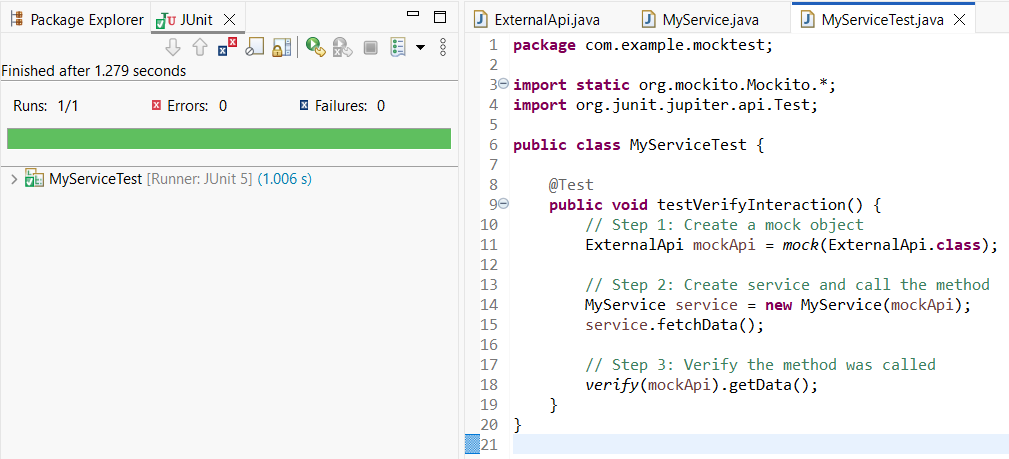 Package Explorer
JUnit
Finished after 1.279 seconds
Runs: 1/1
Errors: 0
Failures: 0
MyServiceTest [Runner: JUnit 5] (1.006 s)
ExternalApi.java
MyService.java
MyServiceTest.java
1 package com.example.mocktest;
2
3 import static org.mockito.Mockito.*;
4 import org.junit.jupiter.api.Test;
5
6 public class MyServiceTest {
7
8     @Test
9     public void testVerifyInteraction() {
10         // Step 1: Create a mock object
11         ExternalApi mockApi = mock(ExternalApi.class);
12
13         // Step 2: Create service and call the method
14         MyService service = new MyService(mockApi);
15         service.fetchData();
16
17         // Step 3: Verify the method was called
18         verify(mockApi).getData();
19     }
20 }
21